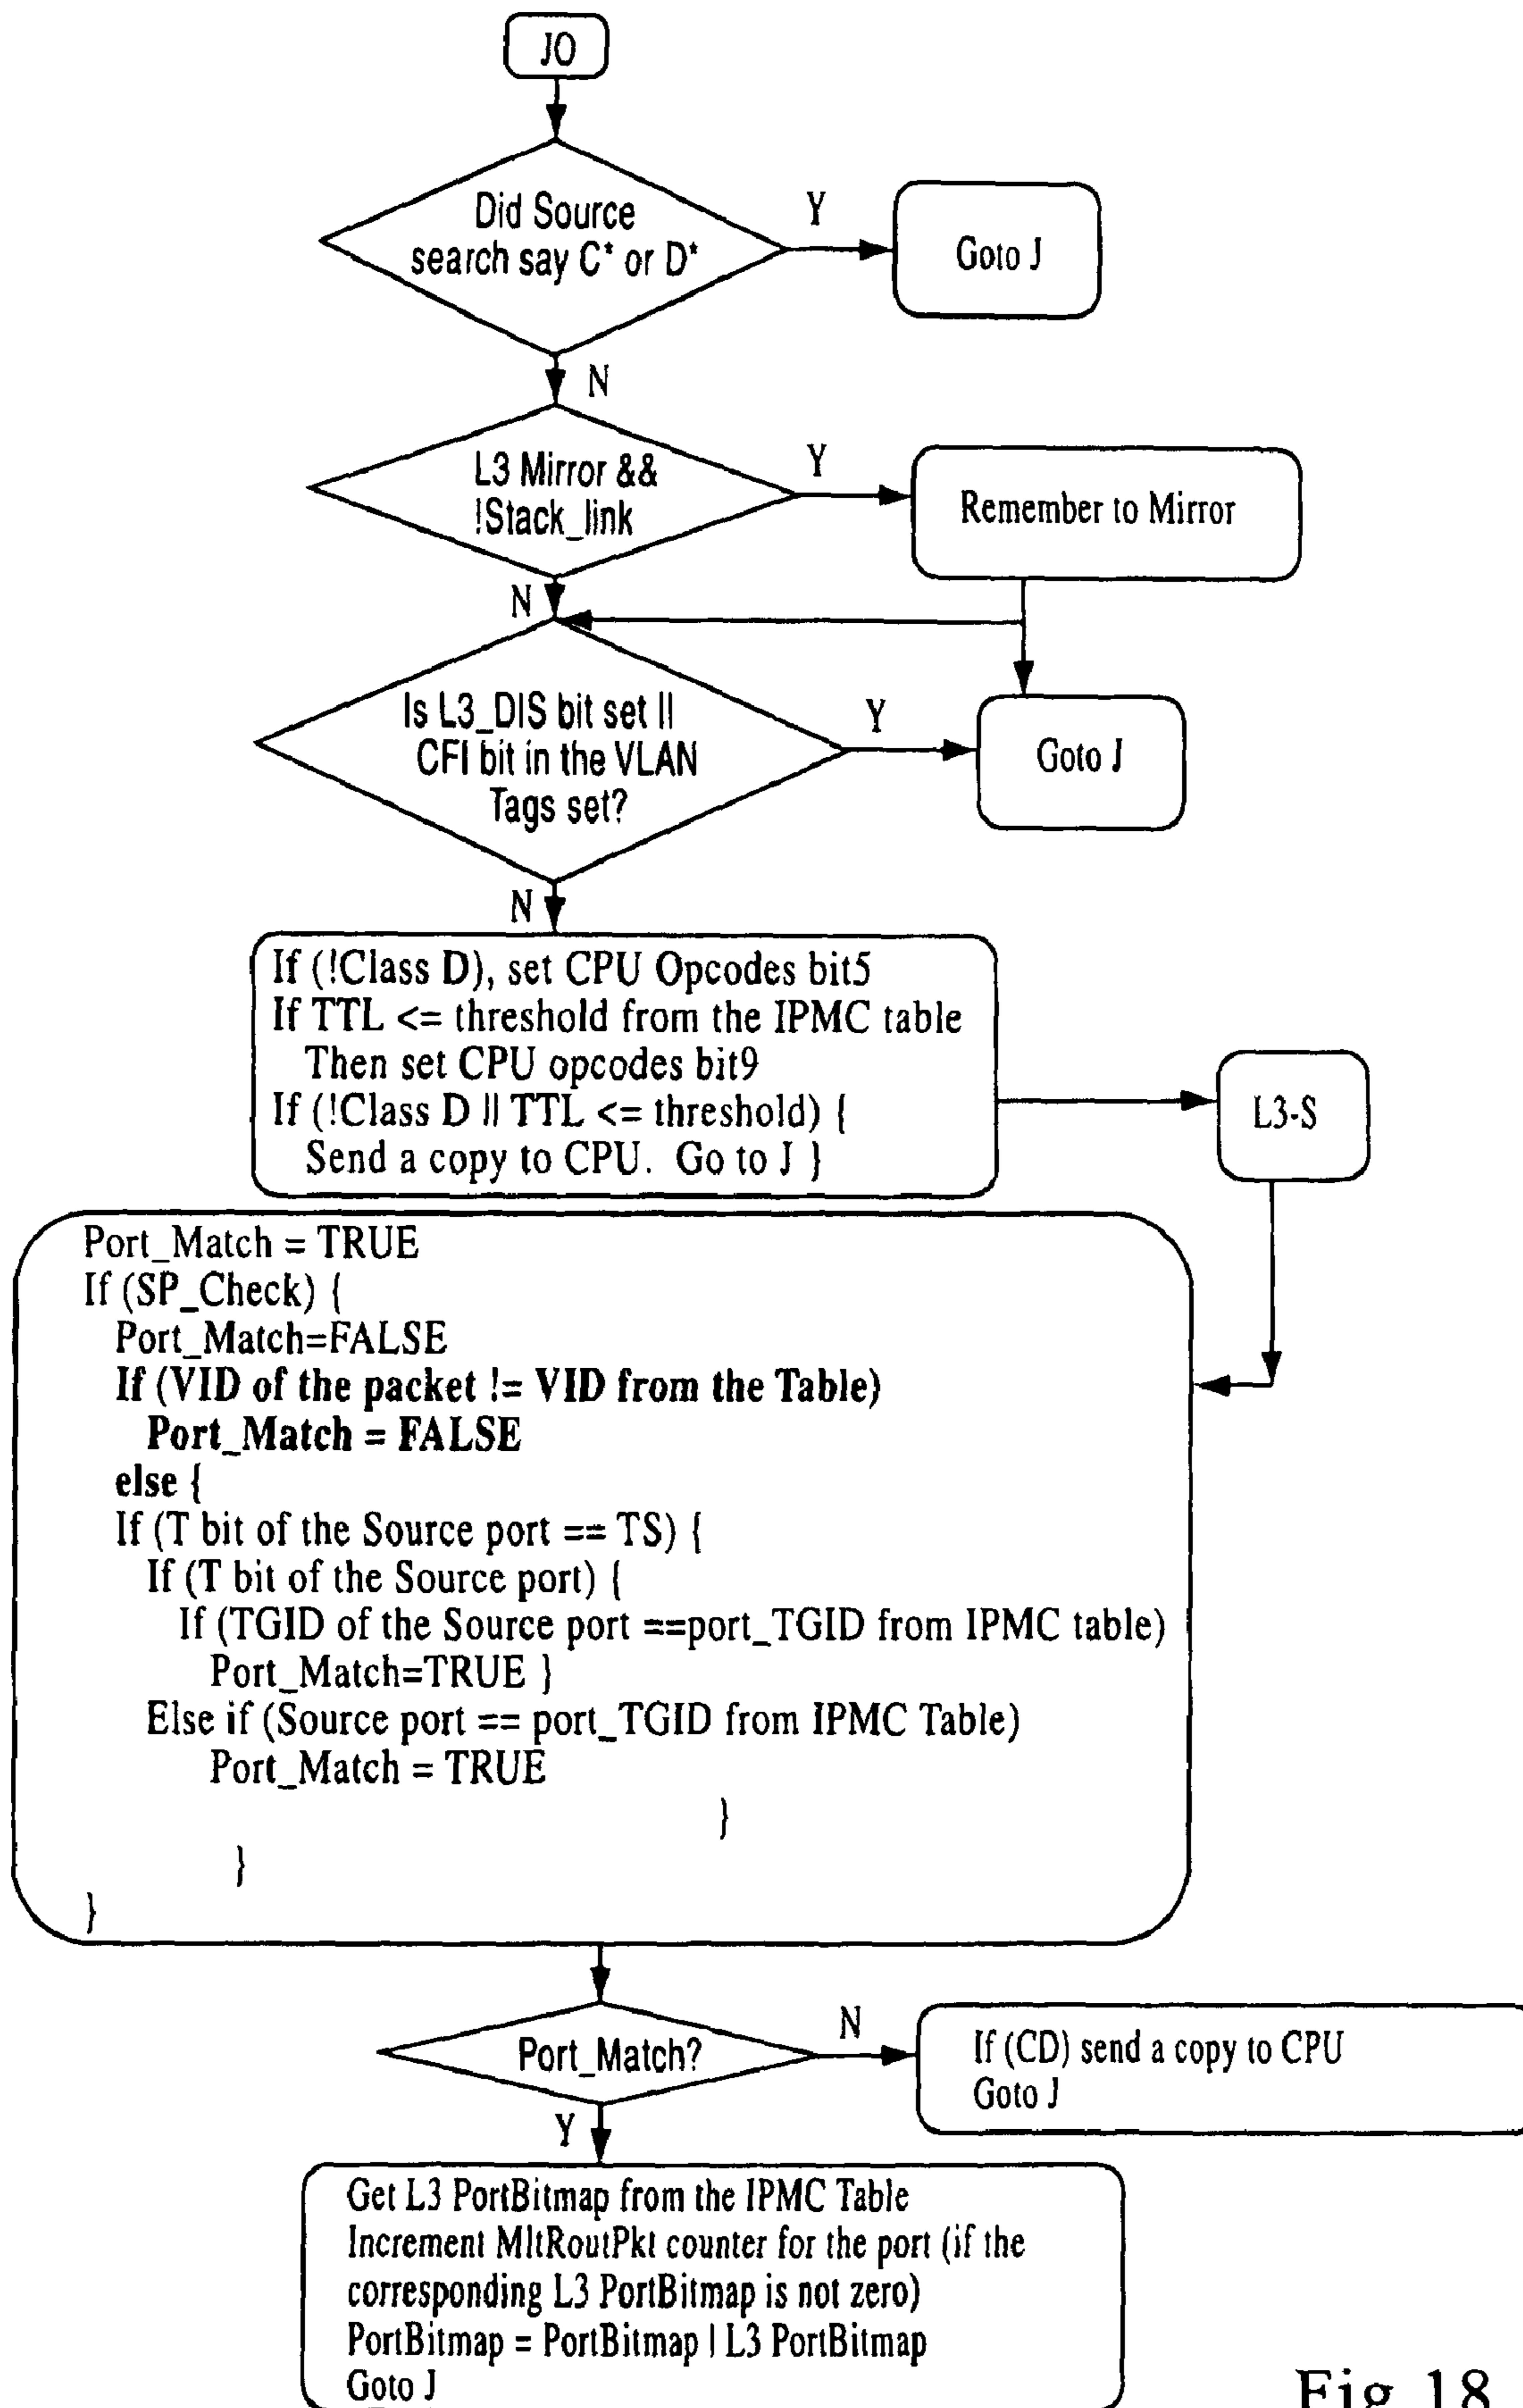 JO
Did Source
search say C* or D*
Y
Goto J
N
L3 Mirror &&
!Stack_link
Y
Remember to Mirror
N
Is L3_DIS bit set ||
CFI bit in the VLAN
Tags set?
Y
Goto J
N
If (!Class D), set CPU Opcodes bit5
If TTL <= threshold from the IPMC table
Then set CPU opcodes bit9
If (!Class D || TTL <= threshold) {
Send a copy to CPU. Go to J }
L3-S
Port_Match = TRUE
If (SP_Check) {
Port_Match=FALSE
If (VID of the packet != VID from the Table)
Port_Match = FALSE
else {
If (T bit of the Source port == TS) {
If (T bit of the Source port) {
If (TGID of the Source port ==port_TGID from IPMC table)
Port_Match=TRUE }
Else if (Source port == port_TGID from IPMC Table)
Port_Match = TRUE
}
}
}
Port_Match?
N
If (CD) send a copy to CPU
Goto J
Y
Get L3 PortBitmap from the IPMC Table
Increment MltRoutPkt counter for the port (if the
corresponding L3 PortBitmap is not zero)
PortBitmap = PortBitmap | L3 PortBitmap
Goto J
Fig.18